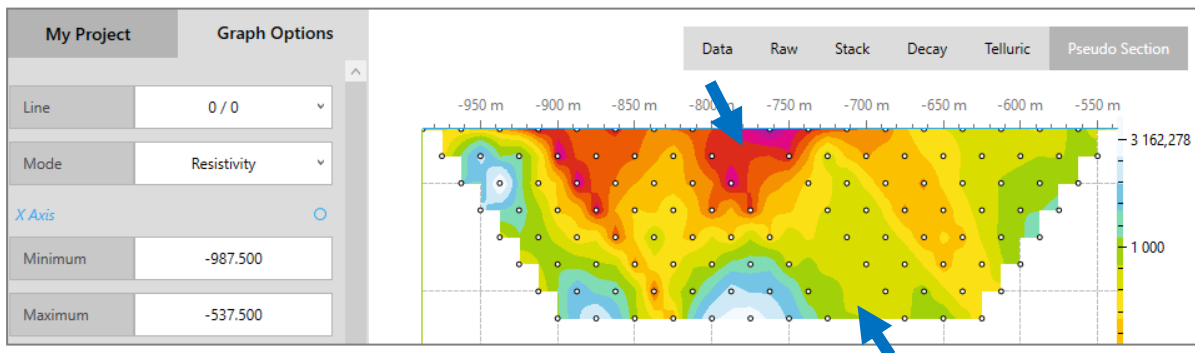 My Project
Graph Options
Data Raw Stack Decay Telluric Pseudo Section
Line 0 / 0
Mode Resistivity
X Axis
Minimum -987.500
Maximum -537.500
-950 m -900 m -850 m -800 m -750 m -700 m -650 m -600 m -550 m
3 162,278
1 000